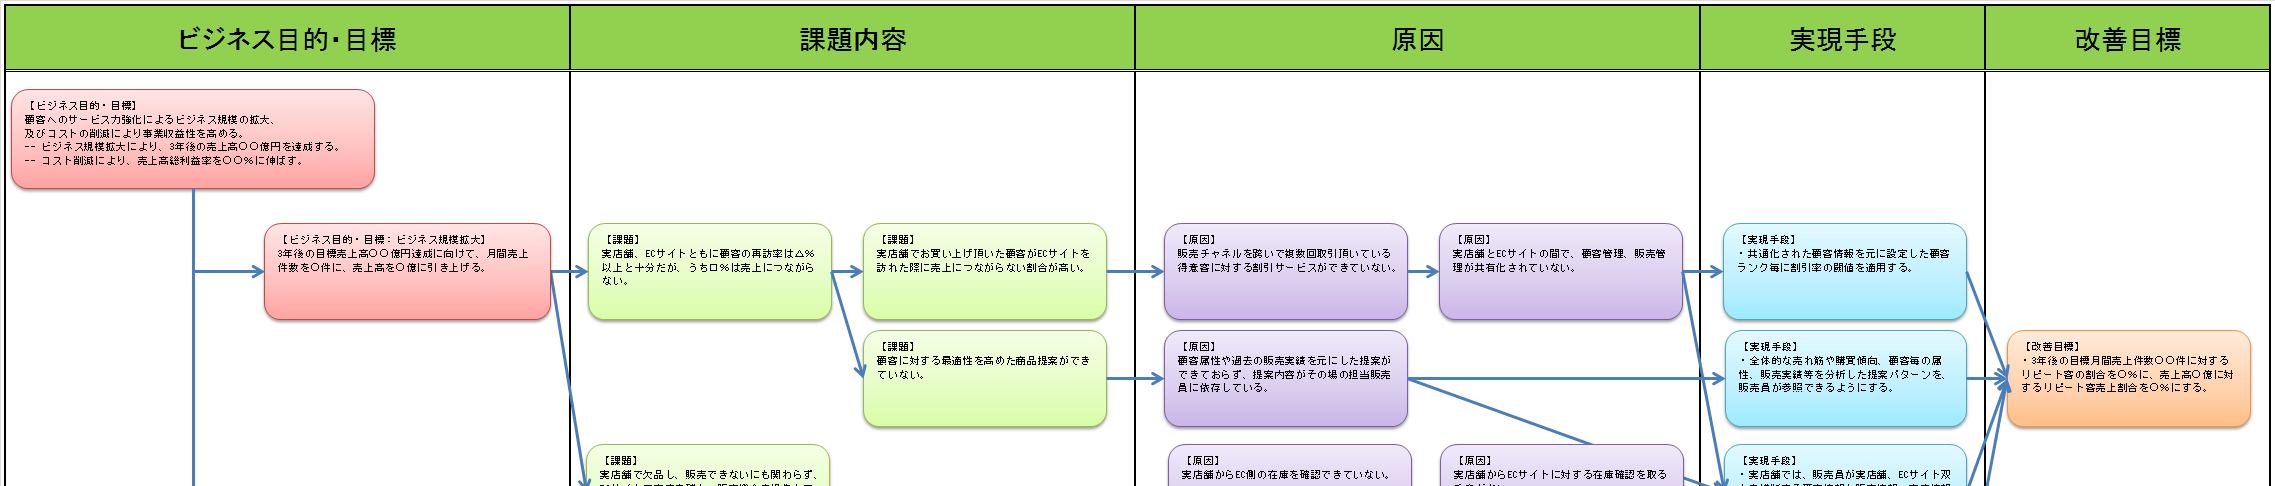 ビジネス目的・目標
課題内容
原因
実現手段
改善目標
【ビジネス目的・目標】
顧客へのサービス力強化によるビジネス規模の拡大、
及びコストの削減により事業収益性を高める。
-- ビジネス規模拡大により、3年後の売上高〇〇億円を達成する。
-- コスト削減により、売上高総利益率を〇〇%に伸ばす。
【ビジネス目的・目標：ビジネス規模拡大】
3年後の目標売上高〇〇億円達成に向けて、月間売上
件数を〇件に、売上高を〇億に引き上げる。
【課題】
実店舗、ECサイトともに顧客の再訪率は△%
以上と十分だが、うち□%は売上につながら
ない。
【課題】
実店舗でお買い上げ頂いた顧客がECサイトを
訪れた際に売上につながらない割合が高い。
【原因】
販売チャネルを跨いで複数回取引頂いている
得意客に対する割引サービスができていない。
【原因】
実店舗とECサイトの間で、顧客管理、販売管
理が共有化されていない。
【実現手段】
・共通化された顧客情報を元に設定した顧客
ランク毎に割引率の閾値を適用する。
【課題】
顧客に対する最適性を高めた商品提案ができ
ていない。
【原因】
顧客属性や過去の販売実績を元にした提案が
できておらず、提案内容がその場の担当販売
員に依存している。
【実現手段】
・全体的な売れ筋や購買傾向、顧客毎の属
性、販売実績等を分析した提案パターンを、
販売員が参照できるようにする。
【改善目標】
・3年後の目標月間売上件数〇〇件に対する
リピート客の割合を〇%に、売上高〇億に対
するリピート客売上割合を〇%にする。
【課題】
実店舗で欠品し、販売できないにも関わらず、
【原因】
実店舗からEC側の在庫を確認できていない。
【原因】
実店舗からECサイトに対する在庫確認を取る
【実現手段】
・実店舗では、販売員が実店舗、ECサイト双